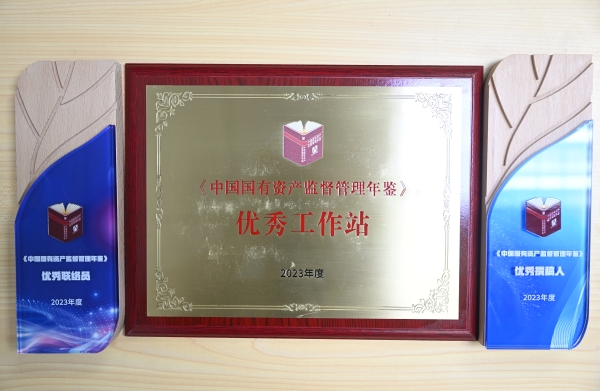 《中国国有资产监督管理年鉴》
优秀联络员
2023年度
《中国国有资产监督管理年鉴》
优秀工作站
2023年度
《中国国有资产监督管理年鉴》
优秀撰稿人
2023年度